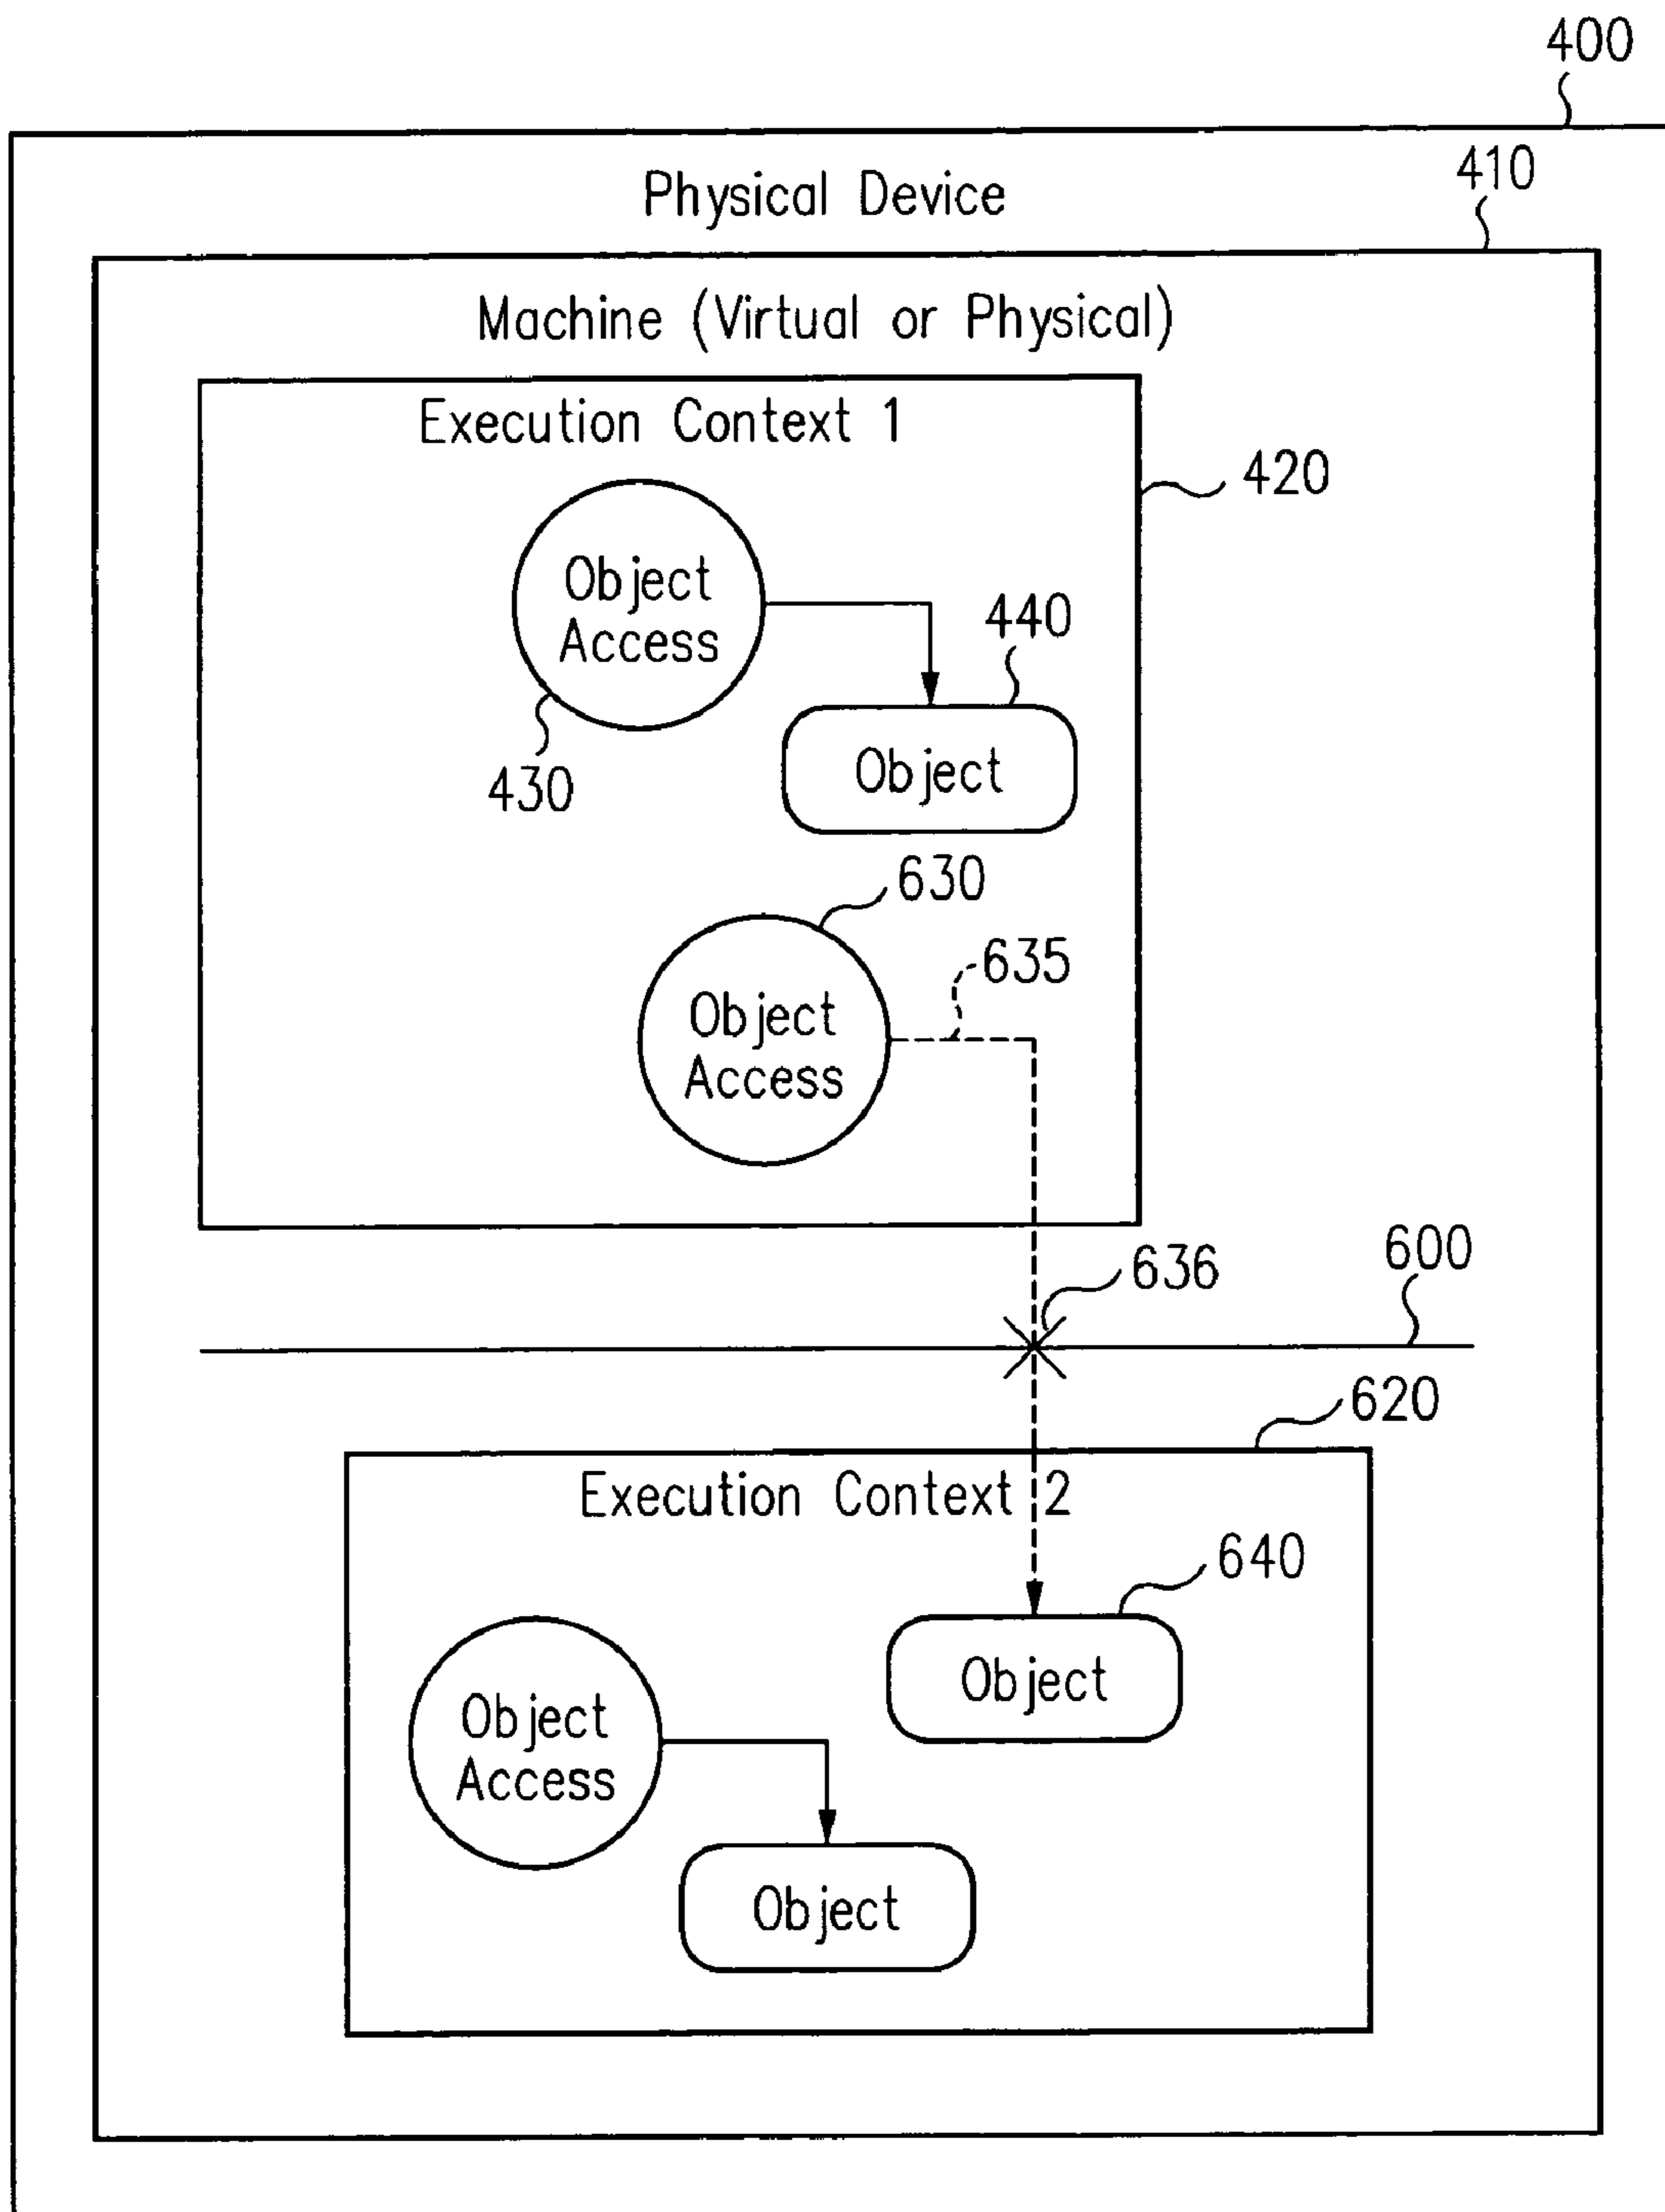 400
410
Physical Device
Machine (Virtual or Physical)
Execution Context 1
420
Object
Access
440
430
Object
630
635
Object
Access
636
600
620
Execution Context 2
640
Object
Object
Access
Object